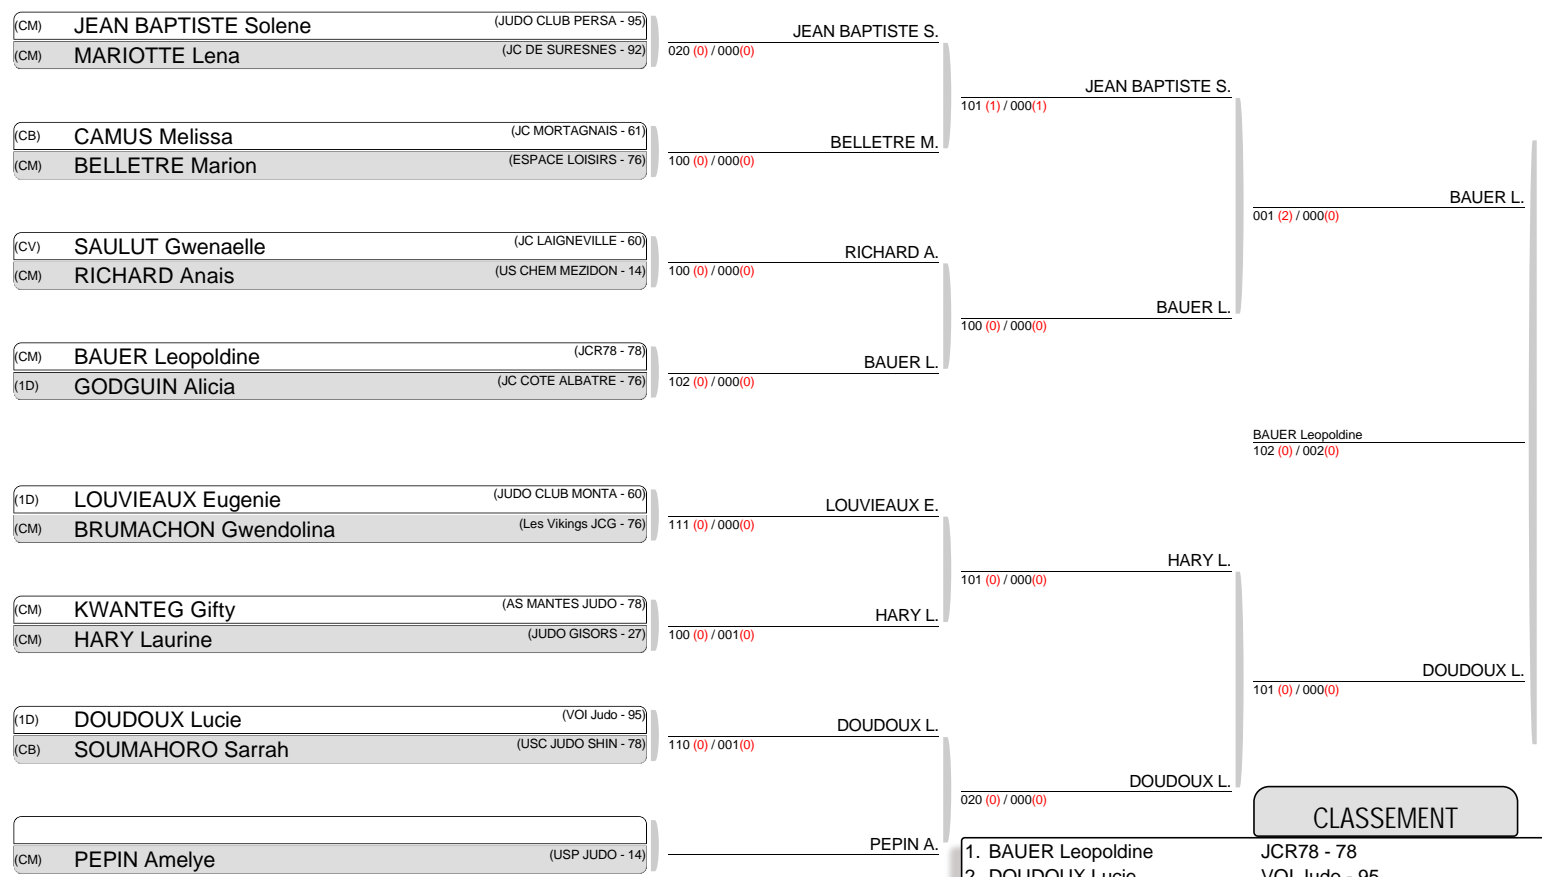 (CM) JEAN BAPTISTE Solene (JUDO CLUB PERSA - 95)
(CM) MARIOTTE Lena (JC DE SURESNES - 92)
(CB) CAMUS Melissa (JC MORTAGNAIS - 61)
(CM) BELLETRE Marion (ESPACE LOISIRS - 76)
(CV) SAULUT Gwenaelle (JC LAIGNEVILLE - 60)
(CM) RICHARD Anais (US CHEM MEZIDON - 14)
(CM) BAUER Leopoldine (JCR78 - 78)
(1D) GODGUIN Alicia (JC COTE ALBATRE - 76)
(1D) LOUVIEAUX Eugenie (JUDO CLUB MONTA - 60)
(CM) BRUMACHON Gwendolina (Les Vikings JCG - 76)
(CM) KWANTEG Gifty (AS MANTES JUDO - 78)
(CM) HARY Laurine (JUDO GISORS - 27)
(1D) DOUDOUX Lucie (VOI Judo - 95)
(CB) SOUMAHORO Sarrah (USC JUDO SHIN - 78)
(CM) PEPIN Amelye (USP JUDO - 14)
JEAN BAPTISTE S.
020 (0) / 000(0)
BELLETRE M.
100 (0) / 000(0)
RICHARD A.
100 (0) / 000(0)
BAUER L.
102 (0) / 000(0)
LOUVIEAUX E.
111 (0) / 000(0)
HARY L.
100 (0) / 001(0)
DOUDOUX L.
110 (0) / 001(0)
PEPIN A.
JEAN BAPTISTE S.
101 (1) / 000(1)
BAUER L.
100 (0) / 000(0)
HARY L.
101 (0) / 000(0)
DOUDOUX L.
020 (0) / 000(0)
BAUER L.
001 (2) / 000(0)
BAUER Leopoldine
102 (0) / 002(0)
DOUDOUX L.
101 (0) / 000(0)
CLASSEMENT
1. BAUER Leopoldine JCR78 - 78
2. DOUDOUX Lucie VOI Judo - 95